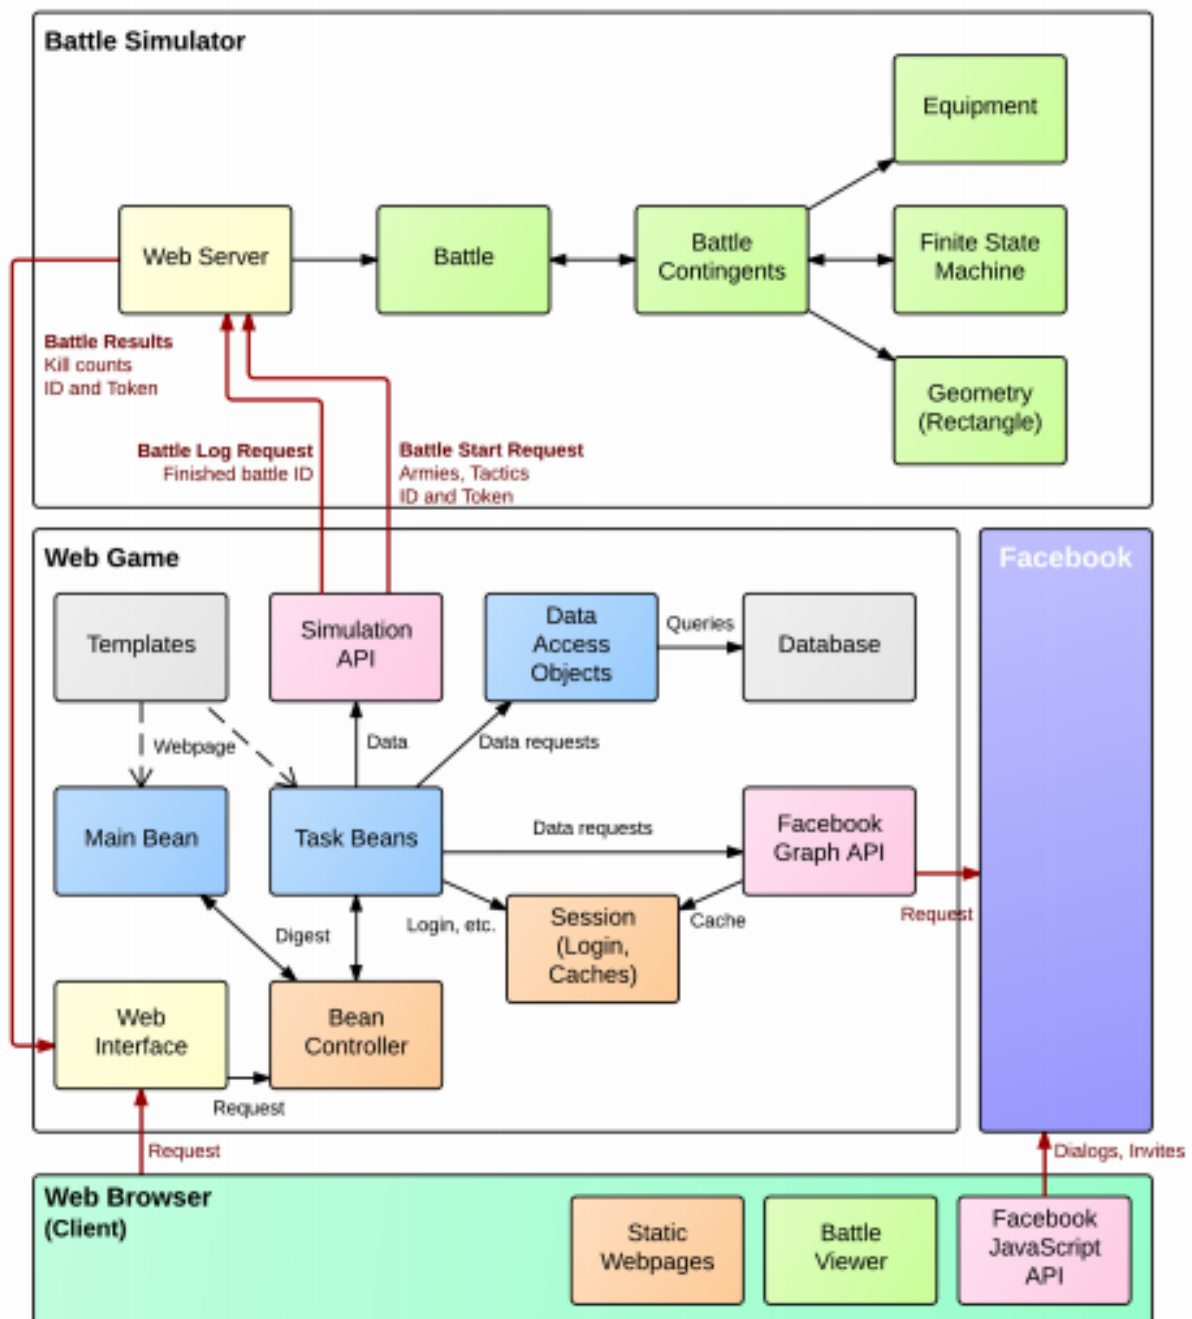 Battle Simulator
Equipment
Web Server
Battle
Battle
Contingents
Finite State
Machine
Battle Results
Kill counts
ID and Token
Geometry
(Rectangle)
Battle Log Request
Finished battle ID
Battle Start Request
Armies, Tactics
ID and Token
Web Game
Facebook
Templates
Simulation
API
Data
Access
Objects
Queries
Database
Webpage
Data
Data requests
Main Bean
Task Beans
Data requests
Facebook
Graph API
Request
Login, etc.
Cache
Session
(Login,
Caches)
Digest
Web
Interface
Bean
Controller
Request
Request
Dialogs, Invites
Web Browser
(Client)
Static
Webpages
Battle
Viewer
Facebook
JavaScript
API